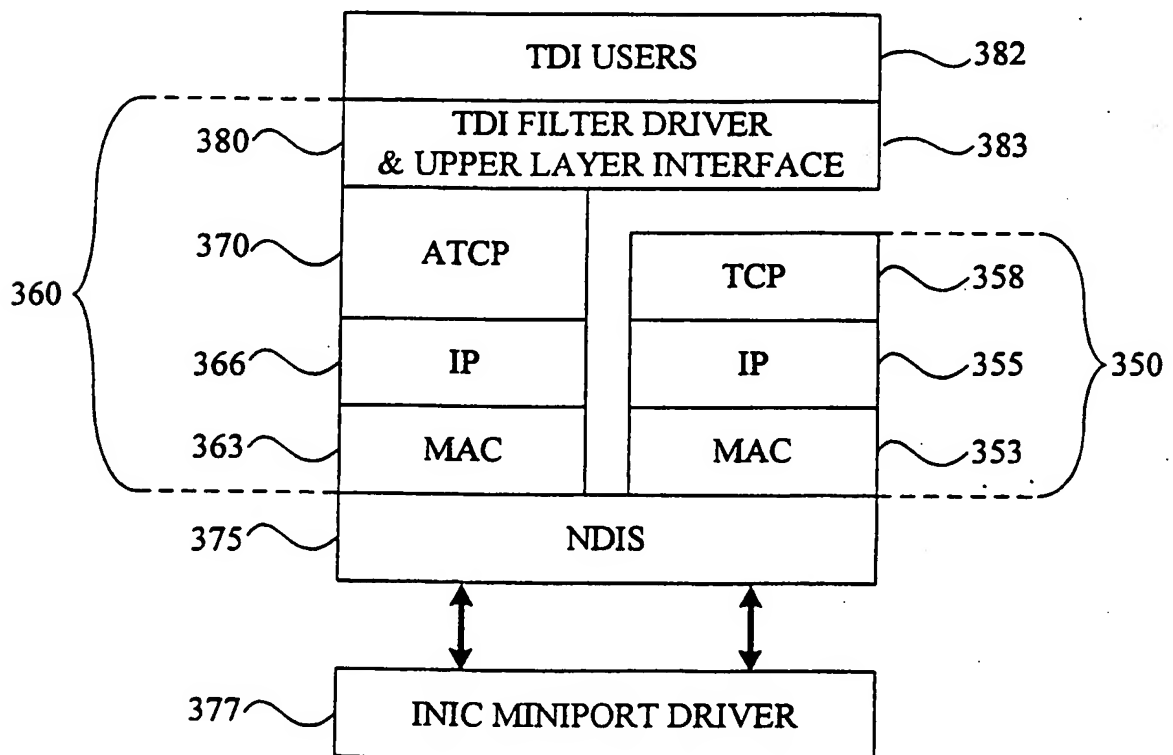 TDI USERS
382
380
TDI FILTER DRIVER
& UPPER LAYER INTERFACE
383
370
ATCP
TCP
358
360
366
IP
IP
355
350
363
MAC
MAC
353
375
NDIS
377
INIC MINIPORT DRIVER